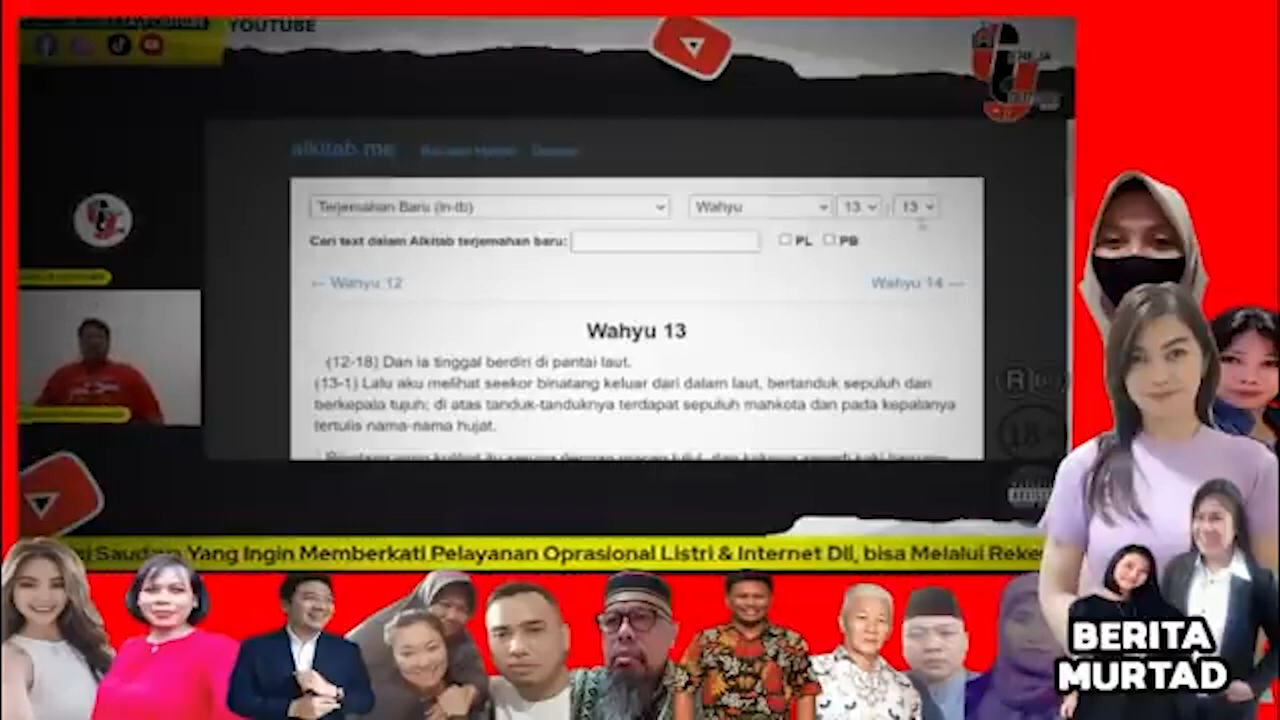 YOUTUBE
alkitab.me
Terjemahan Baru (in-tb)
Wahyu
13
13
Cari text dalam Alkitab terjemahan baru:
PL
PB
← Wahyu 12
Wahyu 14 →
Wahyu 13
(12-18) Dan ia tinggal berdiri di pantai laut.
(13-1) Lalu aku melihat seekor binatang keluar dari dalam laut, bertanduk sepuluh dan
berkepala tujuh; di atas tanduk-tanduknya terdapat sepuluh mahkota dan pada kepalanya
tertulis nama-nama hujat.
R
18+
Yang Ingin Memberkati Pelayanan Oprasional Listri & Internet Dll, bisa Melalui
BERITA
MURTAD